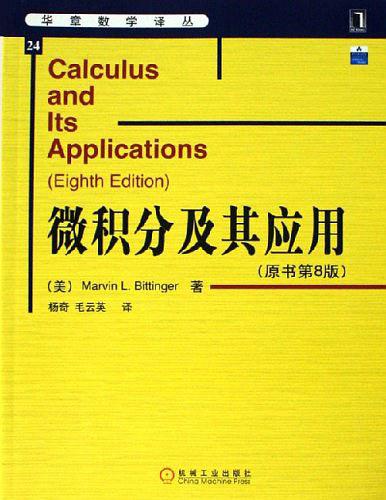 华章数学译丛
24
Calculus
and
Its
Applications
(Eighth Edition)
微积分及其应用
(原书第8版)
(美) Marvin L. Bittinger 著
杨奇 毛云英 译
机械工业出版社
China Machine Press